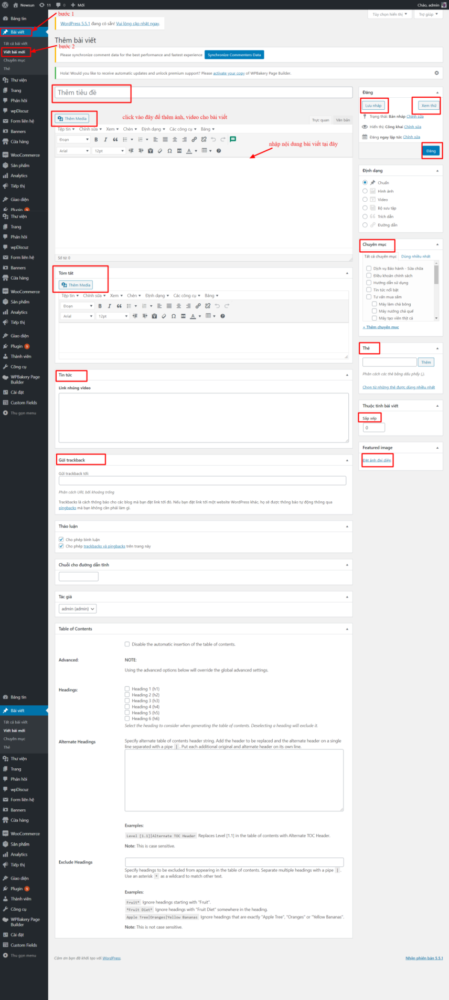 Newsun 11 0 Mới
Chào, admin
bước 1
Tùy chọn hiển thị
Trợ giúp
Bảng tin
WordPress 5.5.1 đang có sẵn! Vui lòng cập nhật ngay.
Bài viết
Tất cả bài viết
Viết bài mới
Chuyên mục
Thẻ
bước 2
Thêm bài viết
Please synchronize comment data for the best performance and fastest experience Synchronize Commenters Data
Hola! Would you like to receive automatic updates and unlock premium support? Please activate your copy of WPBakery Page Builder.
Thư viện
Trang
Phản hồi
wpDiscuz
Form liên hệ
Banners
Cửa hàng
WooCommerce
Sản phẩm
Analytics
Tiếp thị
Giao diện
Plugin 9
Thư viện
Trang
Phản hồi
wpDiscuz
Form liên hệ
Banners
Cửa hàng
WooCommerce
Sản phẩm
Analytics
Tiếp thị
Giao diện
Plugin 9
Thành viên
Công cụ
WPBakery Page
Builder
Cài đặt
Custom Fields
Thu gọn menu
Thêm tiêu đề
Thêm Media
click vào đây để thêm ảnh, video cho bài viết
Trực quan
Văn bản
Tệp tin Chỉnh sửa Xem Chèn Định dạng Các công cụ Bảng
Đoạn
Arial 12pt
nhập nội dung bài viết tại đây
Số từ: 0
Tóm tắt
Thêm Media
Tệp tin Chỉnh sửa Xem Chèn Định dạng Các công cụ Bảng
Đoạn
Arial 12pt
Tin tức
Link nhúng video
Gửi trackback
Gửi trackback tới:
Phân cách URL bởi khoảng trống
Trackbacks là cách thông báo cho các blog mà bạn đặt link tới đó. Nếu bạn đặt link tới một website WordPress khác, họ sẽ được thông báo tự động thông qua
pingbacks mà bạn không cần phải làm gì.
Thảo luận
Cho phép bình luận
Cho phép trackbacks và pingbacks trên trang này
Chuỗi cho đường dẫn tĩnh
Tác giả
admin (admin)
Table of Contents
Disable the automatic insertion of the table of contents.
Advanced:
NOTE:
Using the advanced options below will override the global advanced settings.
Headings:
Heading 1 (h1)
Heading 2 (h2)
Heading 3 (h3)
Heading 4 (h4)
Heading 5 (h5)
Heading 6 (h6)
Select the heading to consider when generating the table of contents. Deselecting a heading will exclude it.
Alternate Headings
Specify alternate table of contents header string. Add the header to be replaced and the alternate header on a single
line separated with a pipe | . Put each additional original and alternate header on its own line.
Examples:
Level [1.1]|Alternate TOC Header Replaces Level [1.1] in the table of contents with Alternate TOC Header.
Note: This is case sensitive.
Exclude Headings
Specify headings to be excluded from appearing in the table of contents. Separate multiple headings with a pipe | .
Use an asterisk * as a wildcard to match other text.
Examples:
Fruit* Ignore headings starting with "Fruit".
*Fruit Diet* Ignore headings with "Fruit Diet" somewhere in the heading.
Apple Tree|Oranges|Yellow Bananas Ignore headings that are exactly "Apple Tree", "Oranges" or "Yellow Bananas".
Note: This is not case sensitive.
Đăng
Lưu nháp
Xem thử
Trạng thái: Bản nháp Chỉnh sửa
Hiển thị: Công khai Chỉnh sửa
Đăng ngay lập tức Chỉnh sửa
Đăng
Định dạng
Chuẩn
Hình ảnh
Video
Bộ sưu tập
Trích dẫn
Đường dẫn
Chuyên mục
Tất cả chuyên mục
Dùng nhiều nhất
Dịch vụ Bảo hành - Sửa chữa
Điều khoản chính sách
Hướng dẫn sử dụng
Tin tức nổi bật
Tư vấn mua sắm
Máy làm chả bông
Máy nướng chả quế
Máy tạo viên thịt cá
+ Thêm chuyên mục
Thẻ
Thêm
Phân cách các thẻ bằng dấu phẩy (,).
Chọn từ những thẻ được dùng nhiều nhất
Thuộc tính bài viết
Sắp xếp
0
Featured image
Đặt ảnh đại diện
Bảng tin
Bài viết
Tất cả bài viết
Viết bài mới
Chuyên mục
Thẻ
Thư viện
Trang
Phản hồi
wpDiscuz
Form liên hệ
Banners
Cửa hàng
WooCommerce
Sản phẩm
Analytics
Tiếp thị
Giao diện
Plugin 9
Thành viên
Công cụ
WPBakery Page
Builder
Cài đặt
Custom Fields
Thu gọn menu
Cảm ơn bạn đã khởi tạo với WordPress.
Nhận phiên bản 5.5.1